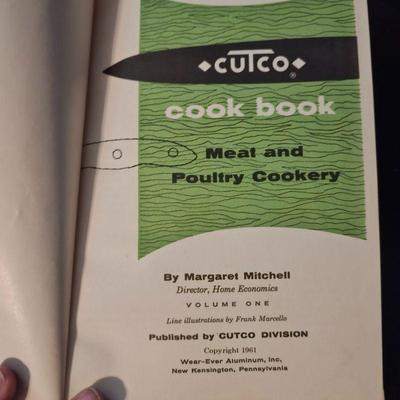 CUTCO®
cook book
Meat and
Poultry Cookery
By Margaret Mitchell
Director, Home Economics
VOLUME ONE
Line illustrations by Frank Marcello
Published by CUTCO DIVISION
Copyright 1961
Wear-Ever Aluminum, Inc,
New Kensington, Pennsylvania